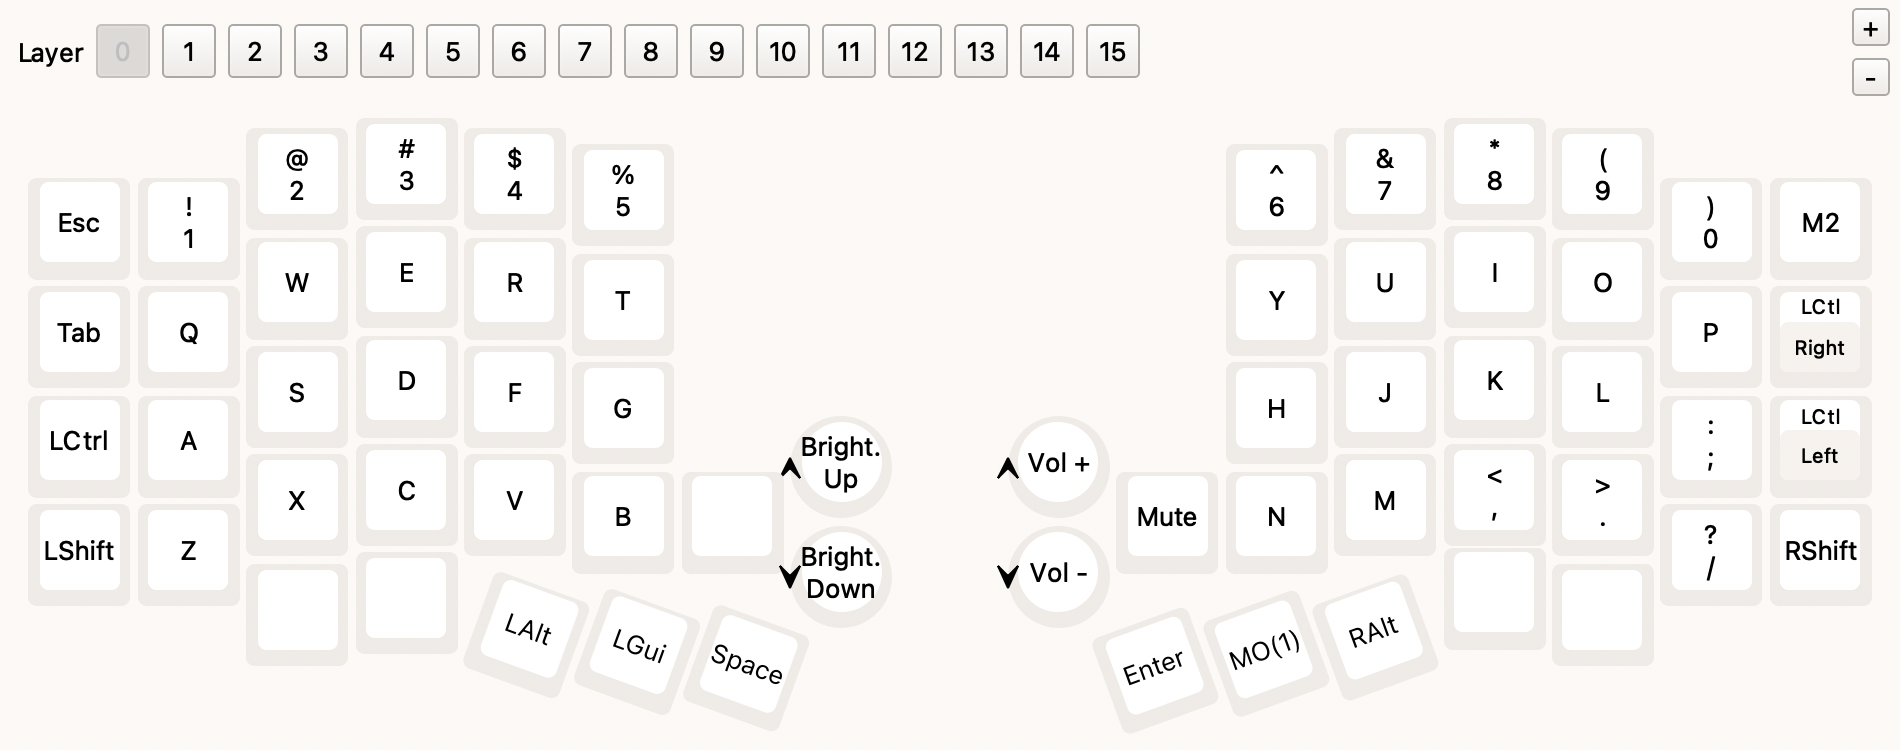 Layer 0 1 2 3 4 5 6 7 8 9 10 11 12 13 14 15
+
-
Esc
!
1
@
2
#
3
$
4
%
5
^
6
&
7
*
8
(
9
)
0
M2
Tab
Q
W
E
R
T
Y
U
I
O
P
LCtl
Right
LCtrl
A
S
D
F
G
H
J
K
L
:
;
LCtl
Left
LShift
Z
X
C
V
B
Bright.
Up
Bright.
Down
Vol +
Vol -
Mute
N
M
<
,
>
.
?
/
RShift
LAlt
LGui
Space
Enter
MO(1)
RAlt